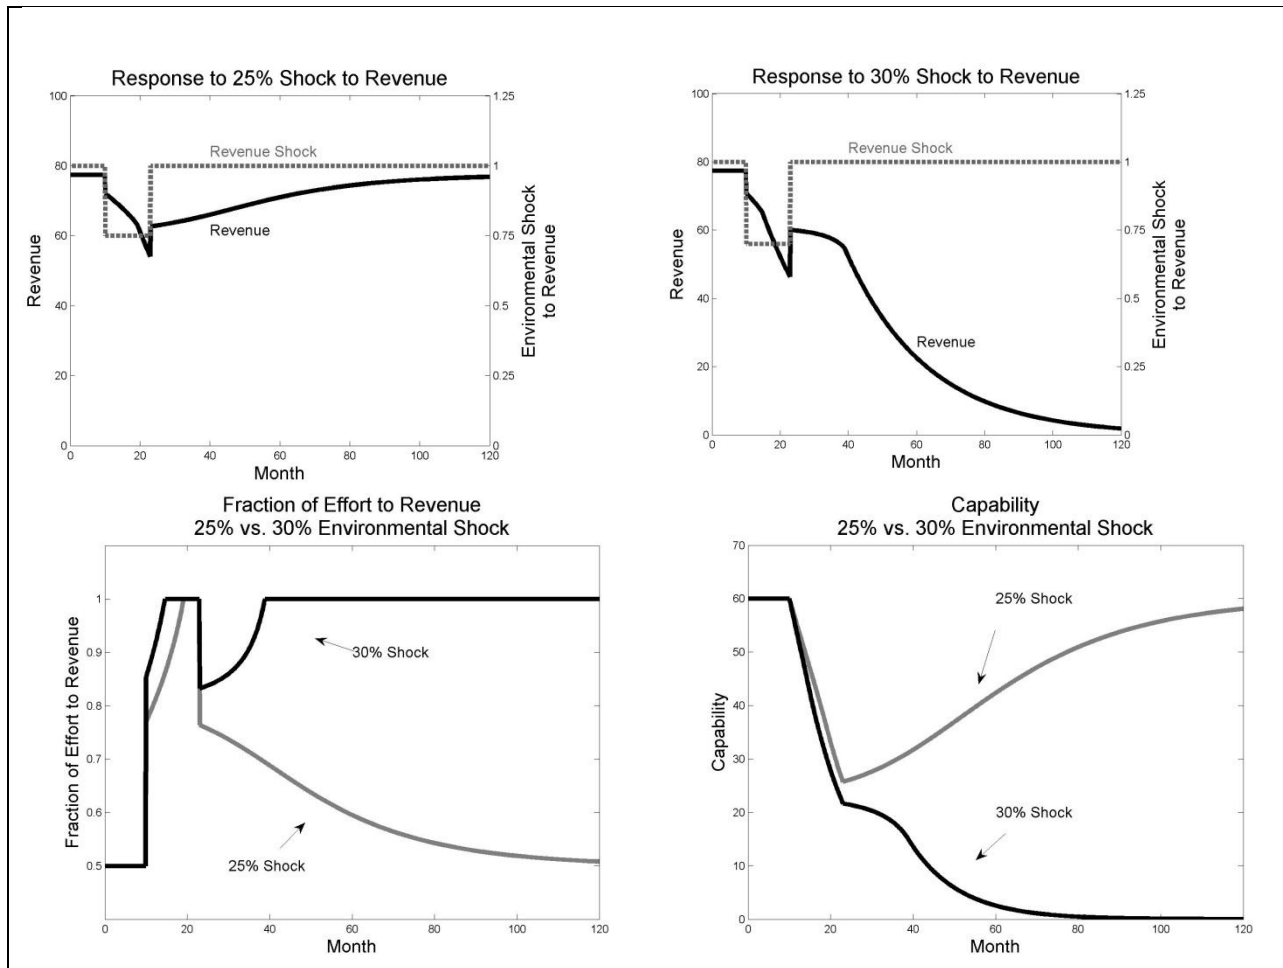 Response to 25% Shock to Revenue
100
80
60
40
20
0
1.25
1
0.75
0.5
0.25
0
Revenue Shock
Revenue
Revenue
Environmental Shock
to Revenue
0
20
40
60
80
100
120
Month
Response to 30% Shock to Revenue
100
80
60
40
20
0
1.25
1
0.75
0.5
0.25
0
Revenue Shock
Revenue
Revenue
Environmental Shock
to Revenue
0
20
40
60
80
100
120
Month
Fraction of Effort to Revenue
25% vs. 30% Environmental Shock
1
0.9
0.8
0.7
0.6
0.5
Fraction of Effort to Revenue
30% Shock
25% Shock
0
20
40
60
80
100
120
Month
Capability
25% vs. 30% Environmental Shock
70
60
50
40
30
20
10
0
Capability
25% Shock
30% Shock
0
20
40
60
80
100
120
Month